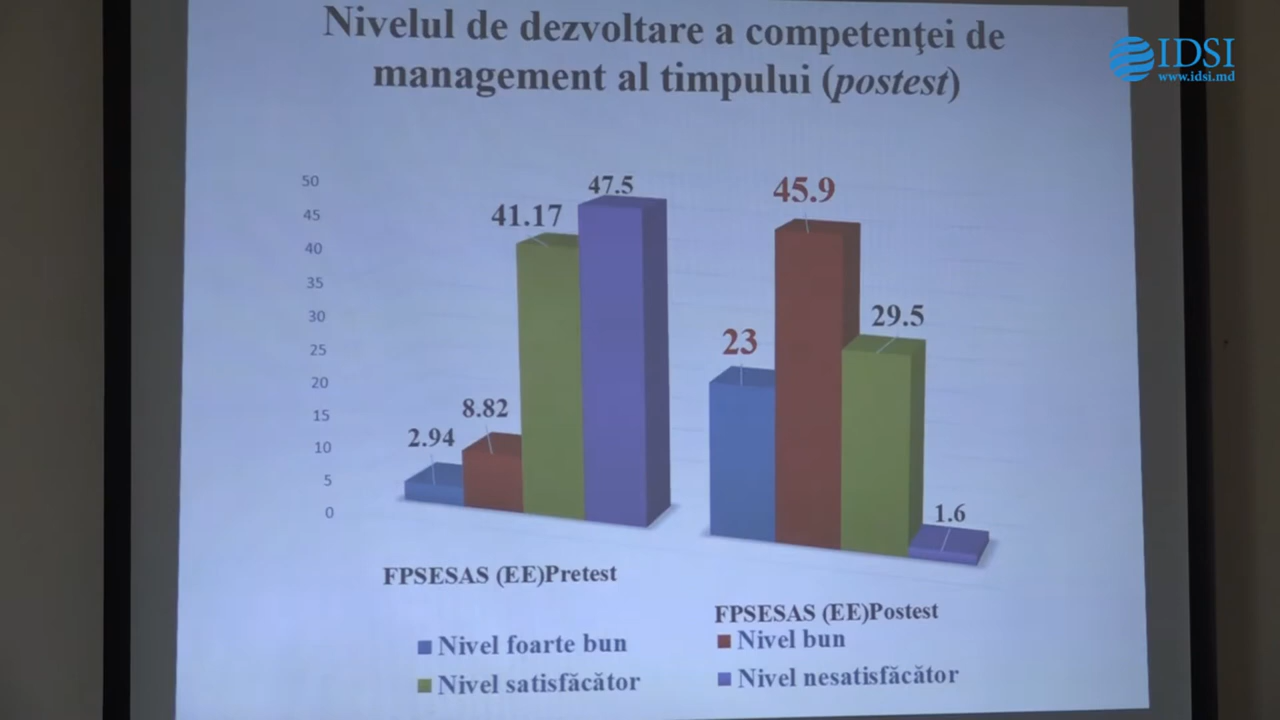 Nivelul de dezvoltare a competenţei de
management al timpului (postest)
IDSI
www.idsi.md
50
45
40
35
30
25
20
15
10
5
0
2.94
8.82
41.17
47.5
23
45.9
29.5
1.6
FPSESAS (EE)Pretest
FPSESAS (EE)Postest
Nivel foarte bun
Nivel bun
Nivel satisfăcător
Nivel nesatisfăcător